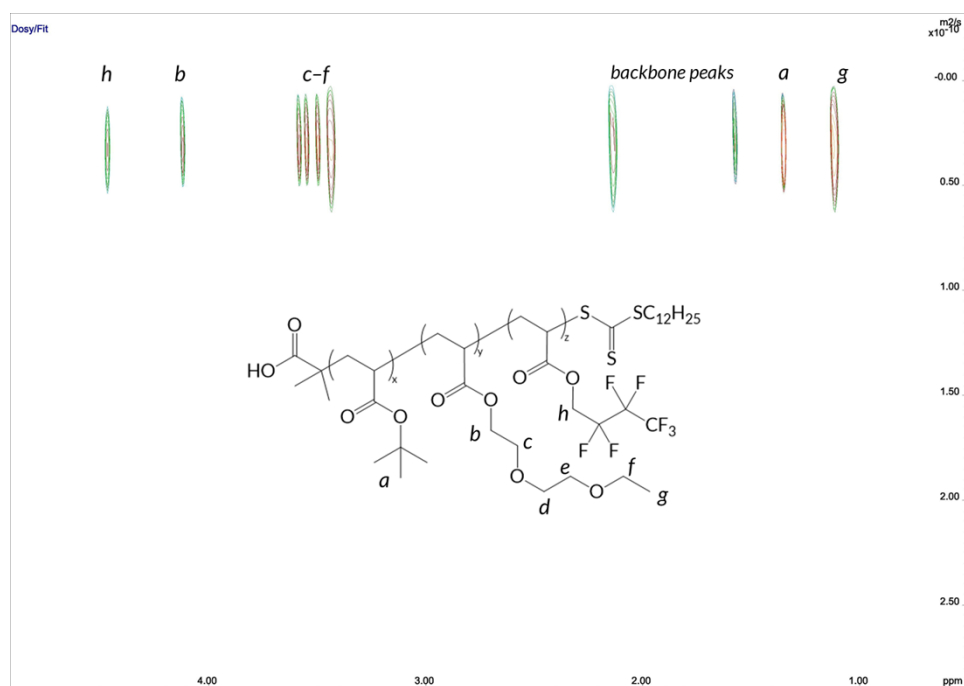 Dosy/Fit
m2/s
x10^-10
h b c–f backbone peaks a g
-0.00
0.50
1.00
1.50
2.00
2.50
O
HO
x
O
O
a
y
O
O
b
c
O
d
e
O
f
g
z
S
SC12H25
S
O
O
h
F F
CF3
F F
4.00 3.00 2.00 1.00 ppm